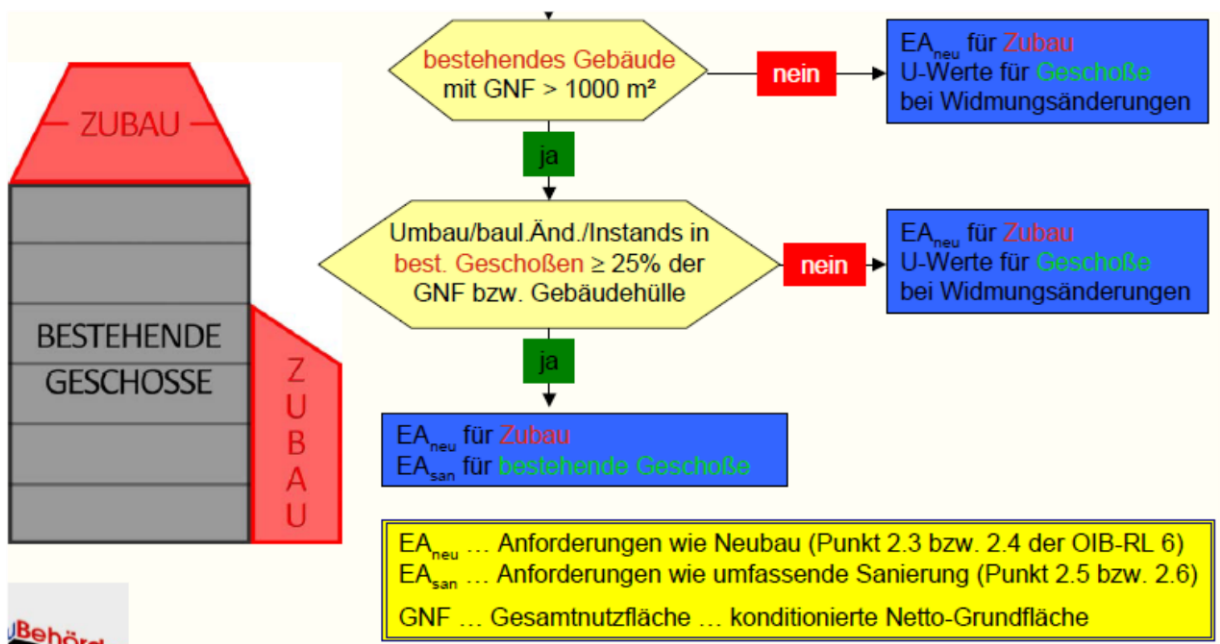 ZUBAU
BESTEHENDE
GESCHOSSE
ZUBAU
bestehendes Gebäude
mit GNF > 1000 m²
nein
EAneu für Zubau
U-Werte für Geschoße
bei Widmungsänderungen
ja
Umbau/baul.Änd./Instands in
best. Geschoßen ≥ 25% der
GNF bzw. Gebäudehülle
nein
EAneu für Zubau
U-Werte für Geschoße
bei Widmungsänderungen
ja
EAneu für Zubau
EAsan für bestehende Geschoße
EAneu … Anforderungen wie Neubau (Punkt 2.3 bzw. 2.4 der OIB-RL 6)
EAsan … Anforderungen wie umfassende Sanierung (Punkt 2.5 bzw. 2.6)
GNF … Gesamtnutzfläche … konditionierte Netto-Grundfläche